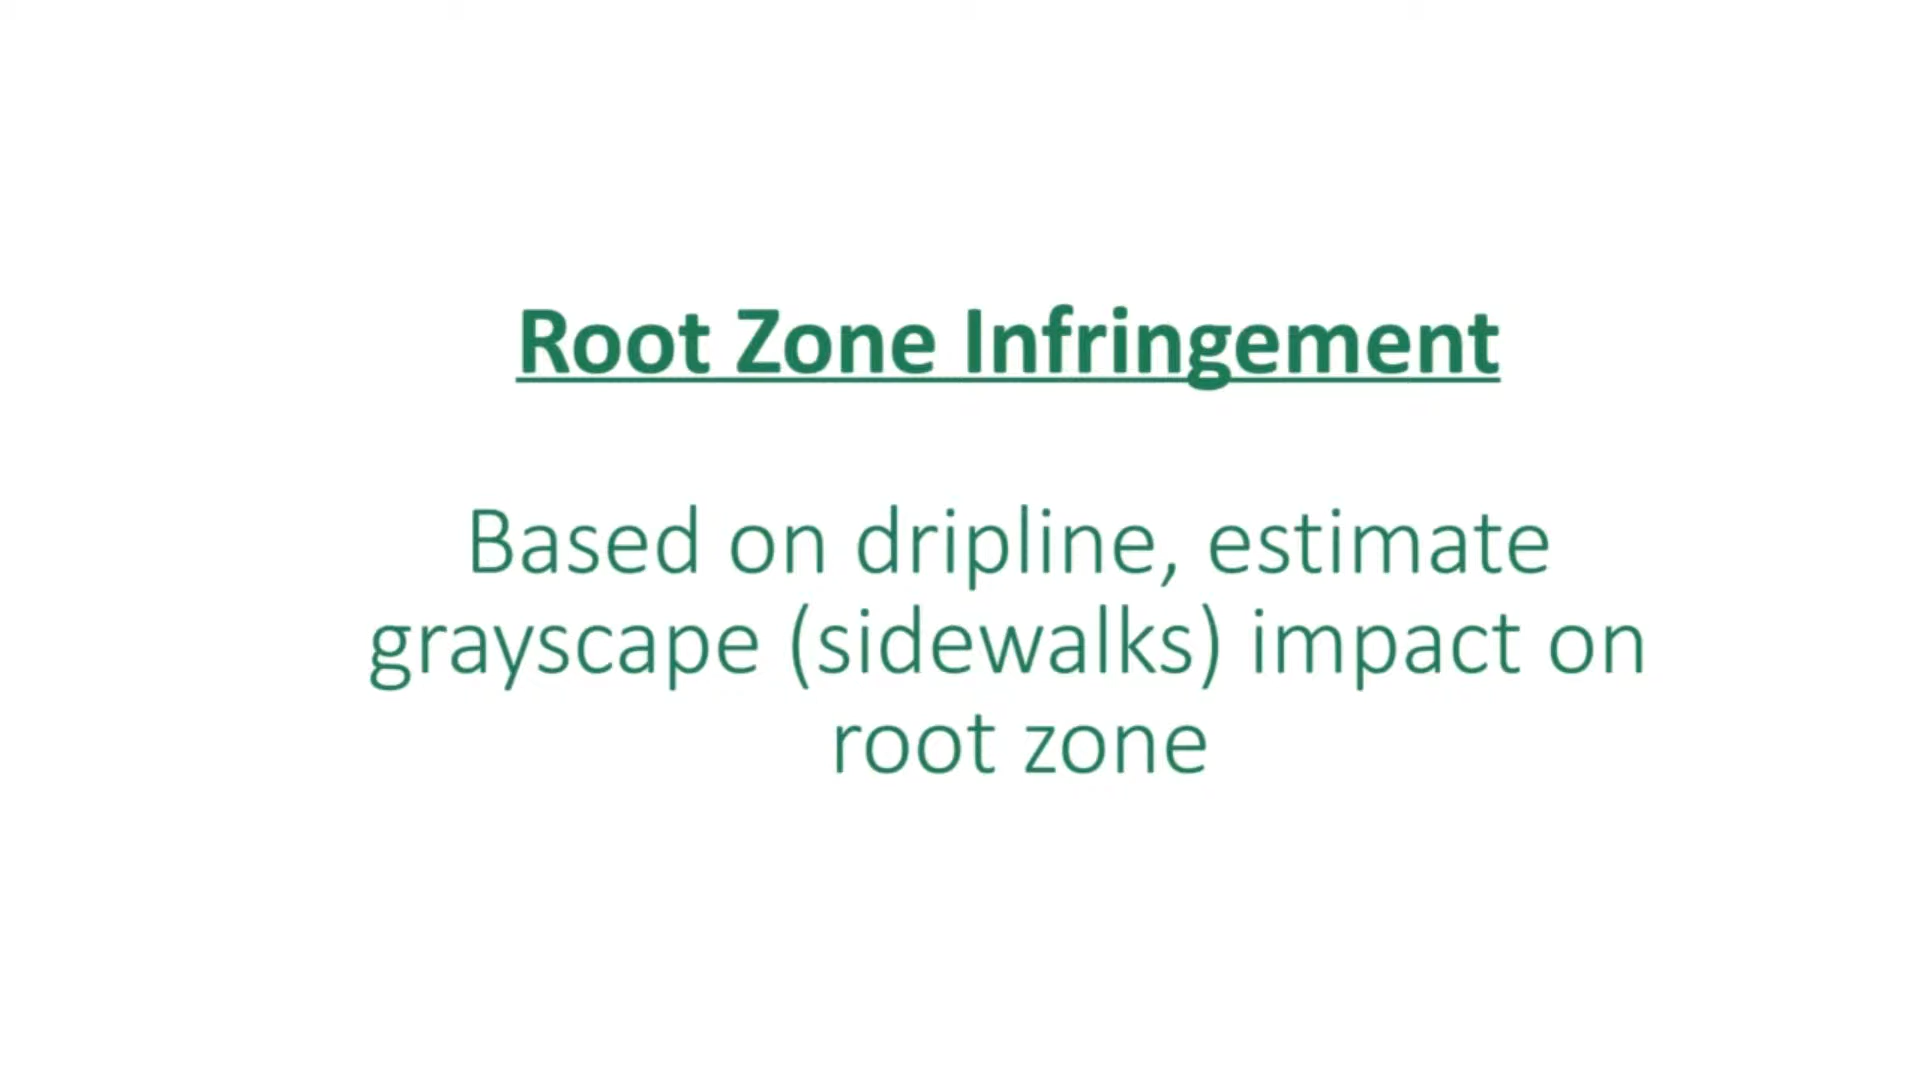 Root Zone Infringement
Based on dripline, estimate
grayscape (sidewalks) impact on
root zone